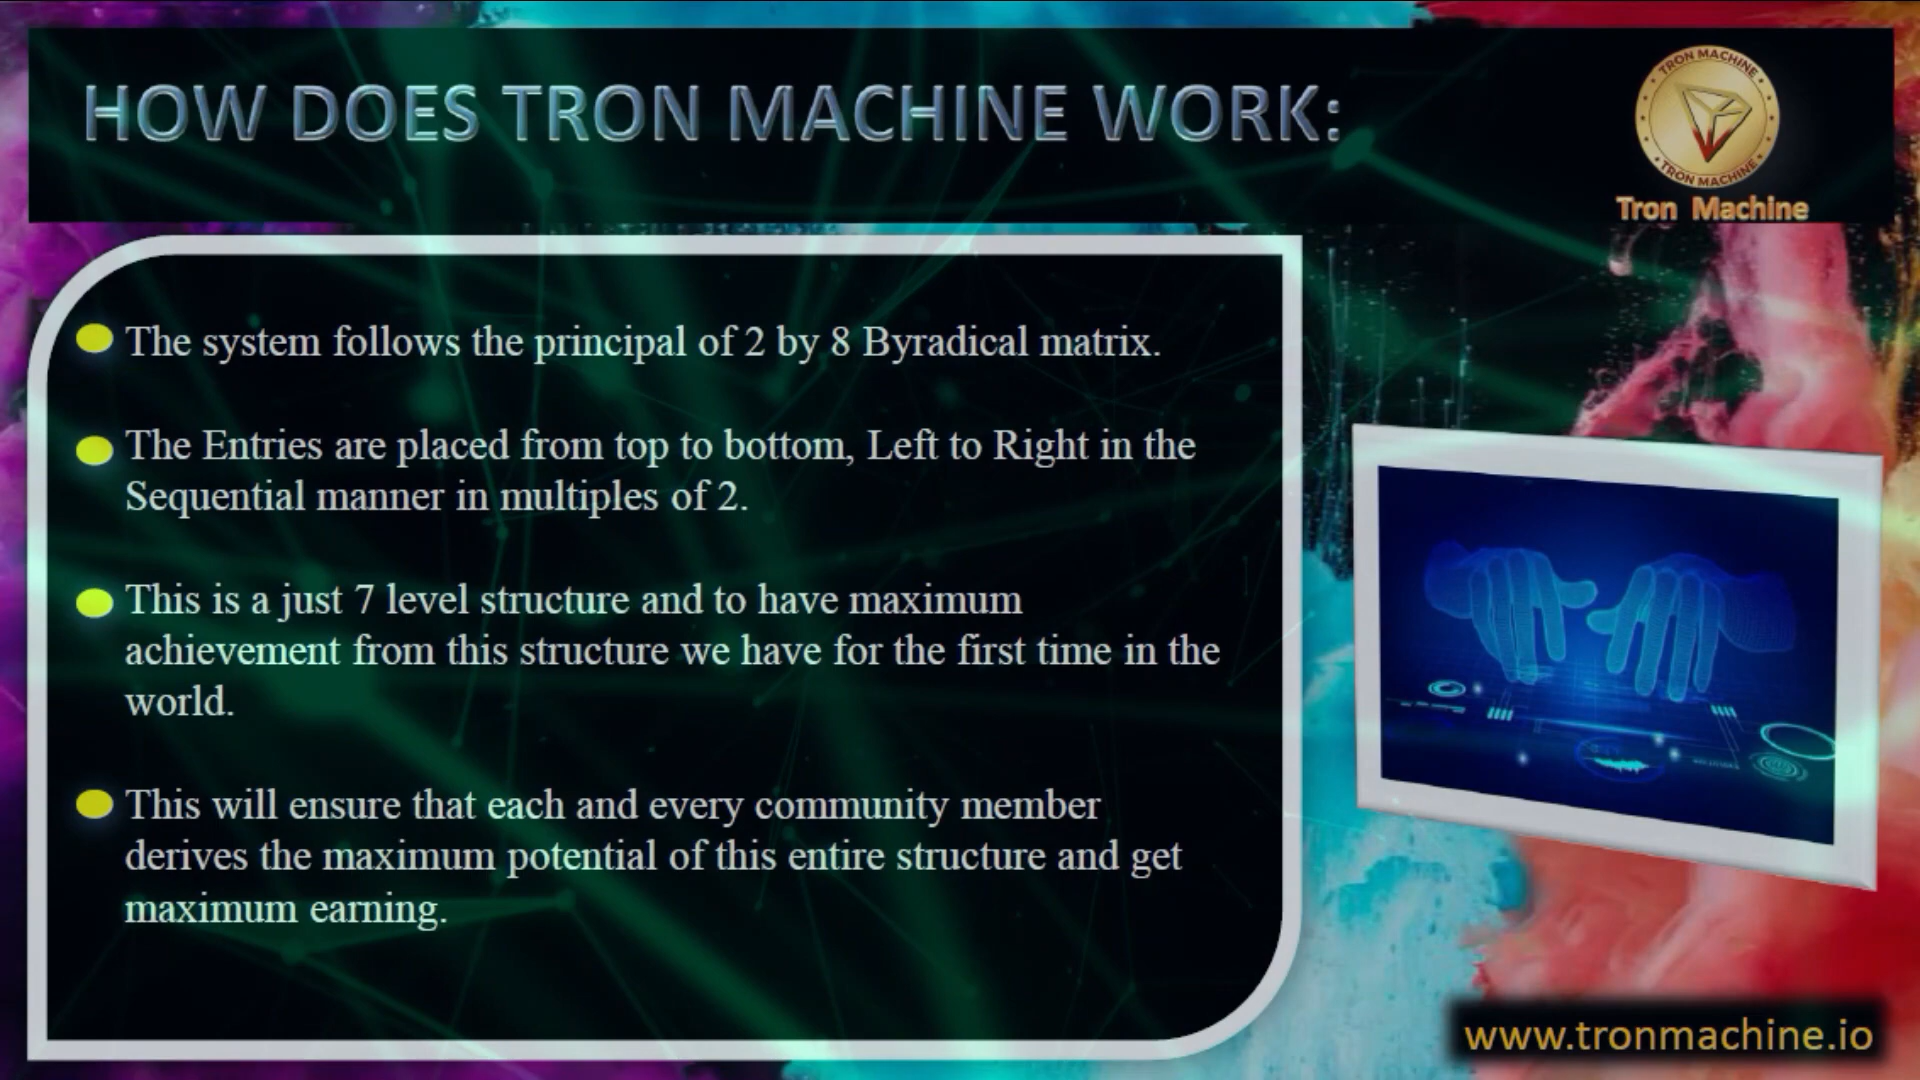 HOW DOES TRON MACHINE WORK:
TRON MACHINE
TRON MACHINE
Tron Machine
The system follows the principal of 2 by 8 Byradical matrix.
The Entries are placed from top to bottom, Left to Right in the
Sequential manner in multiples of 2.
This is a just 7 level structure and to have maximum
achievement from this structure we have for the first time in the
world.
This will ensure that each and every community member
derives the maximum potential of this entire structure and get
maximum earning.
www.tronmachine.io